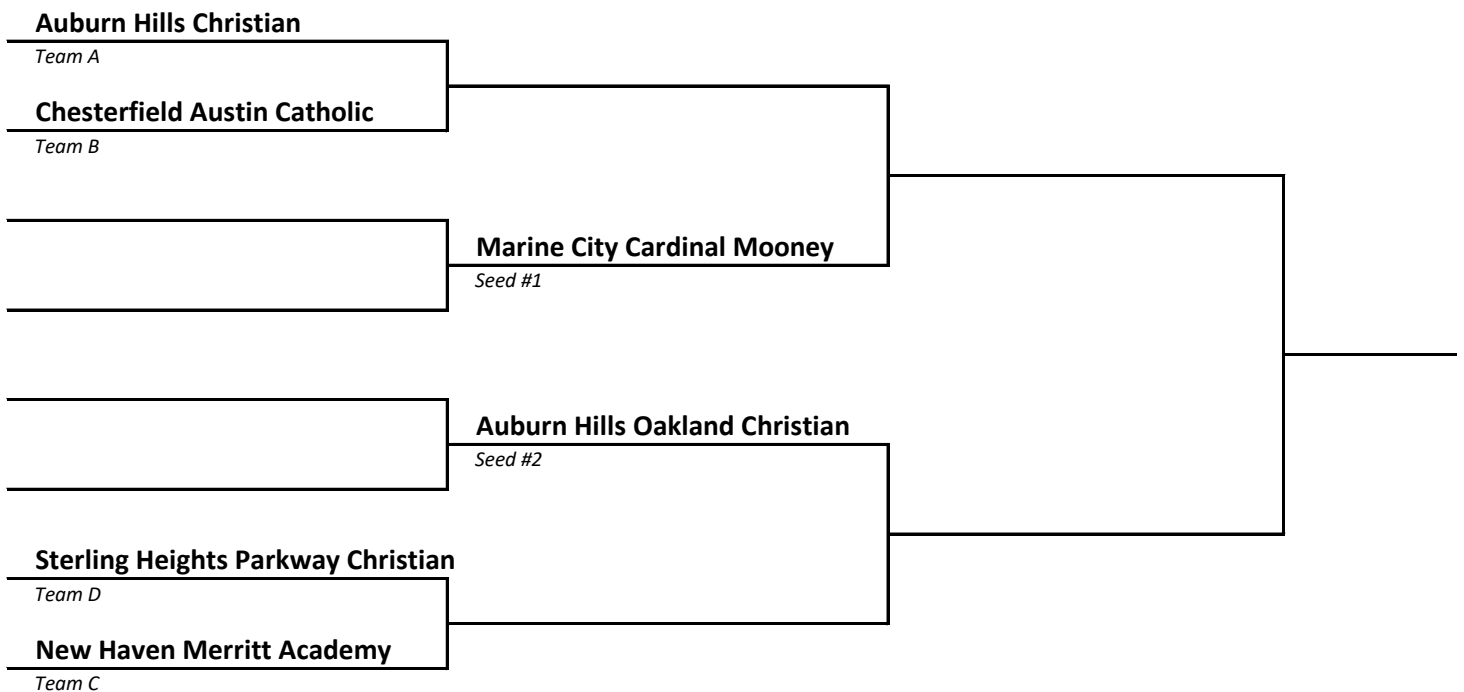 Auburn Hills Christian
Team A
Chesterfield Austin Catholic
Team B
Marine City Cardinal Mooney
Seed #1
Auburn Hills Oakland Christian
Seed #2
Sterling Heights Parkway Christian
Team D
New Haven Merritt Academy
Team C